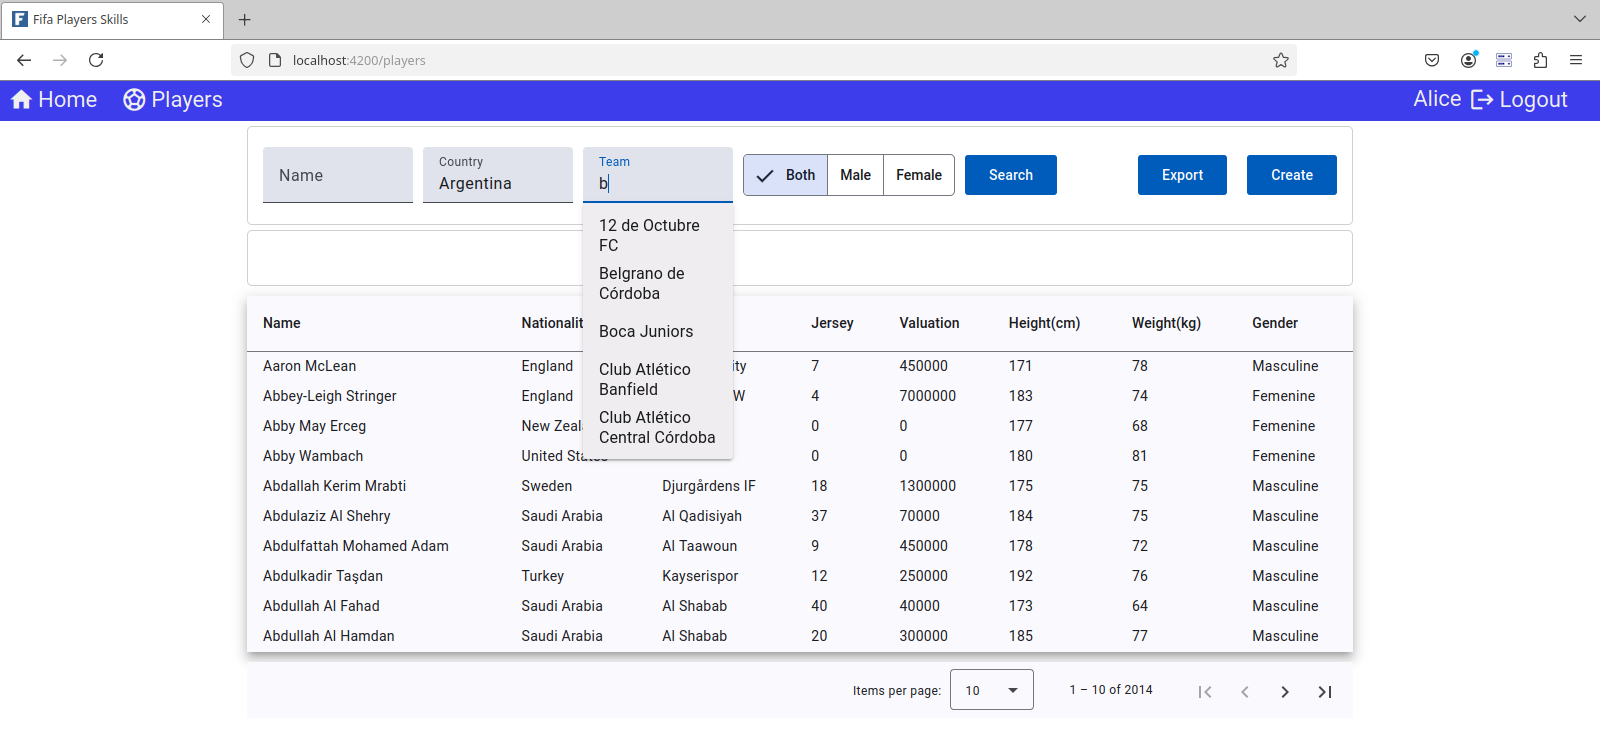 Fifa Players Skills
localhost:4200/players
Home Players Alice Logout
Name
Country
Argentina
Team
b
Both Male Female Search Export Create
12 de Octubre
FC
Belgrano de
Córdoba
Boca Juniors
Club Atlético
Banfield
Club Atlético
Central Córdoba
Name Nationalit Jersey Valuation Height(cm) Weight(kg) Gender
Aaron McLean England ity 7 450000 171 78 Masculine
Abbey-Leigh Stringer England W 4 7000000 183 74 Femenine
Abby May Erceg New Zeal 0 0 177 68 Femenine
Abby Wambach United States 0 0 180 81 Femenine
Abdallah Kerim Mrabti Sweden Djurgårdens IF 18 1300000 175 75 Masculine
Abdulaziz Al Shehry Saudi Arabia Al Qadisiyah 37 70000 184 75 Masculine
Abdulfattah Mohamed Adam Saudi Arabia Al Taawoun 9 450000 178 72 Masculine
Abdulkadir Taşdan Turkey Kayserispor 12 250000 192 76 Masculine
Abdullah Al Fahad Saudi Arabia Al Shabab 40 40000 173 64 Masculine
Abdullah Al Hamdan Saudi Arabia Al Shabab 20 300000 185 77 Masculine
Items per page: 10 1 – 10 of 2014